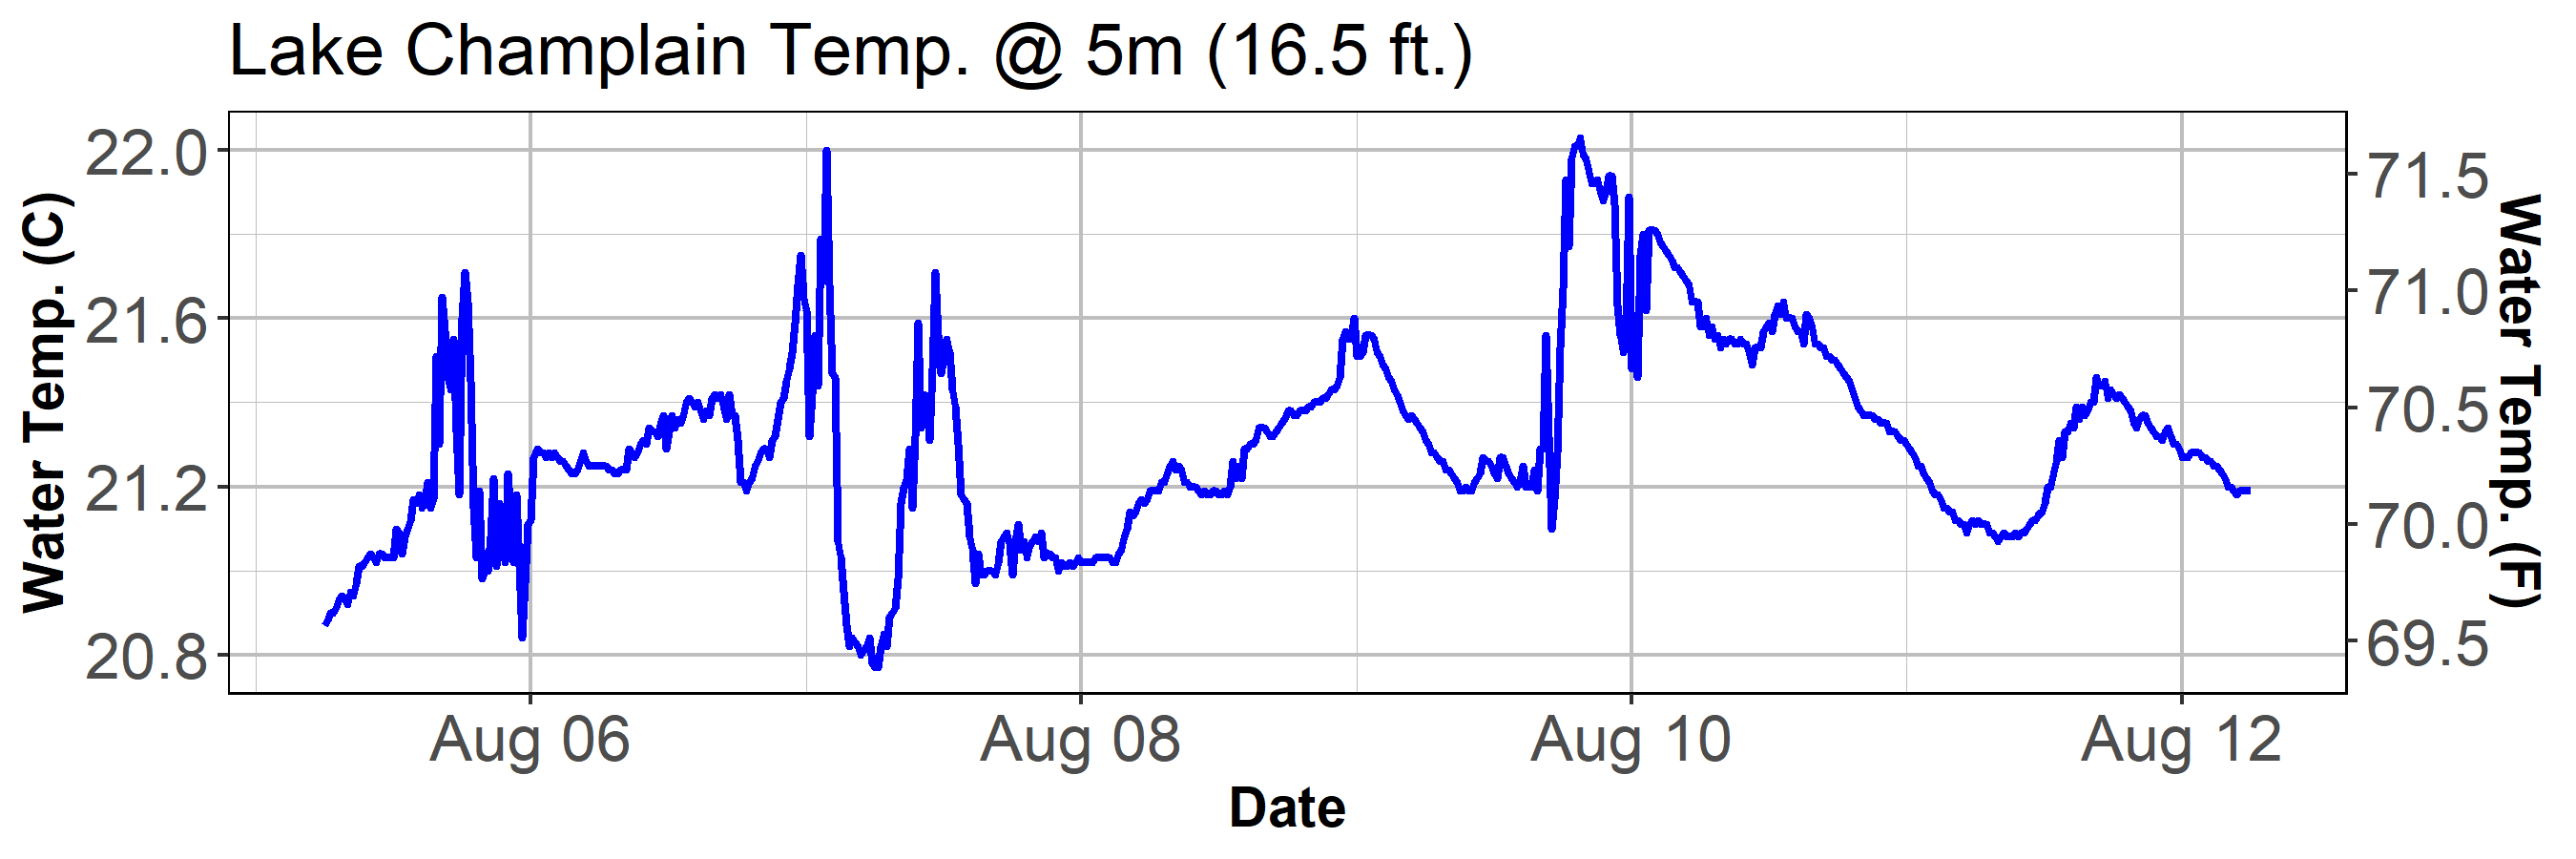 Lake Champlain Temp. @ 5m (16.5 ft.)
Water Temp. (C)
22.0
21.6
21.2
20.8
71.5
71.0
70.5
70.0
69.5
Water Temp. (F)
Aug 06 Aug 08 Aug 10 Aug 12
Date